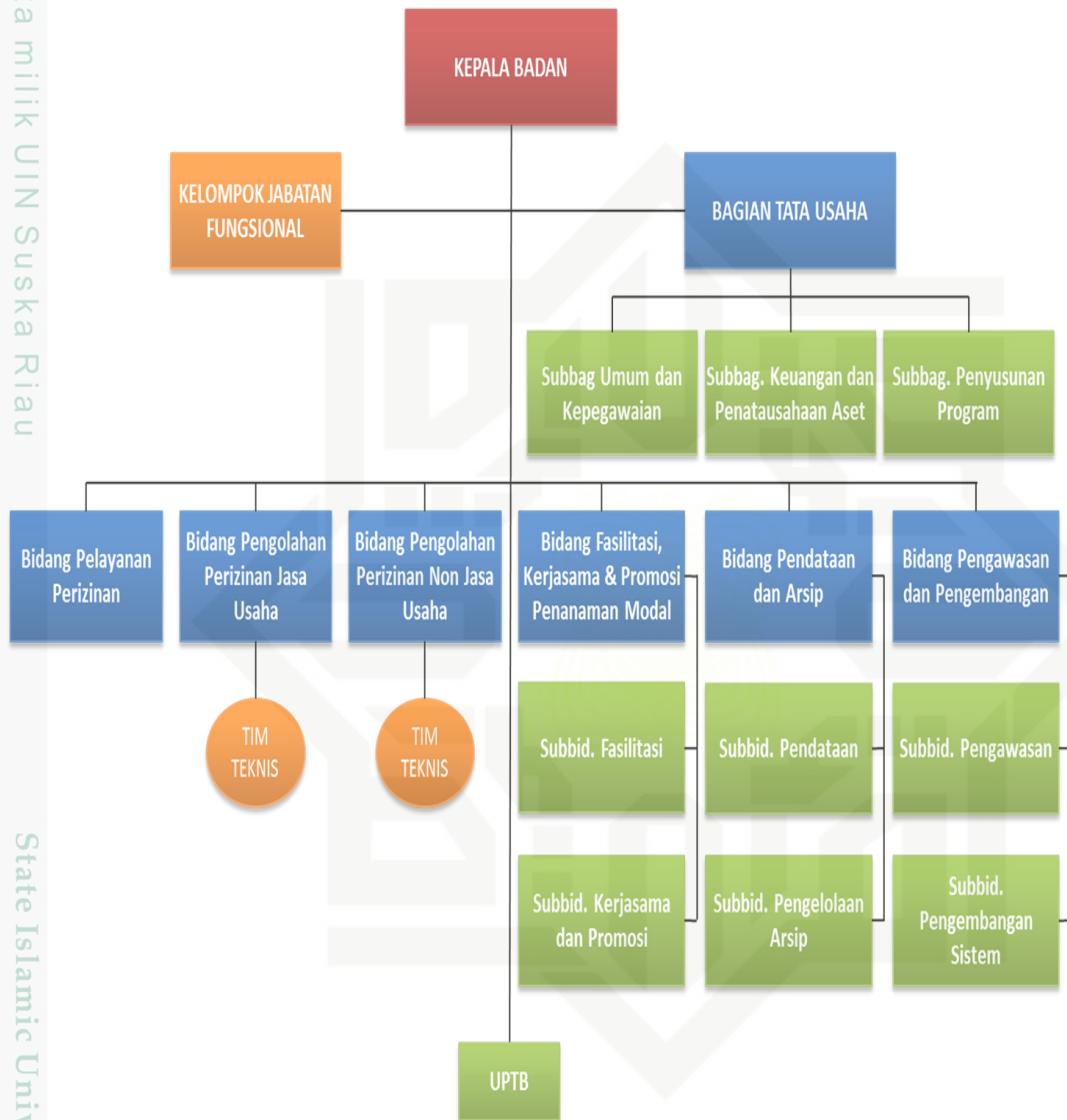 KEPALA BADAN
KELOMPOK JABATAN
FUNGSIONAL
BAGIAN TATA USAHA
Subbag Umum dan
Kepegawaian
Subbag. Keuangan dan
Penatausahaan Aset
Subbag. Penyusunan
Program
Bidang Pelayanan
Perizinan
Bidang Pengolahan
Perizinan Jasa
Usaha
Bidang Pengolahan
Perizinan Non Jasa
Usaha
Bidang Fasilitasi,
Kerjasama & Promosi
Penanaman Modal
Bidang Pendataan
dan Arsip
Bidang Pengawasan
dan Pengembangan
TIM
TEKNIS
TIM
TEKNIS
Subbid. Fasilitasi
Subbid. Pendataan
Subbid. Pengawasan
Subbid. Kerjasama
dan Promosi
Subbid. Pengelolaan
Arsip
Subbid.
Pengembangan
Sistem
UPTB
milik UIN Suska Riau
State Islamic